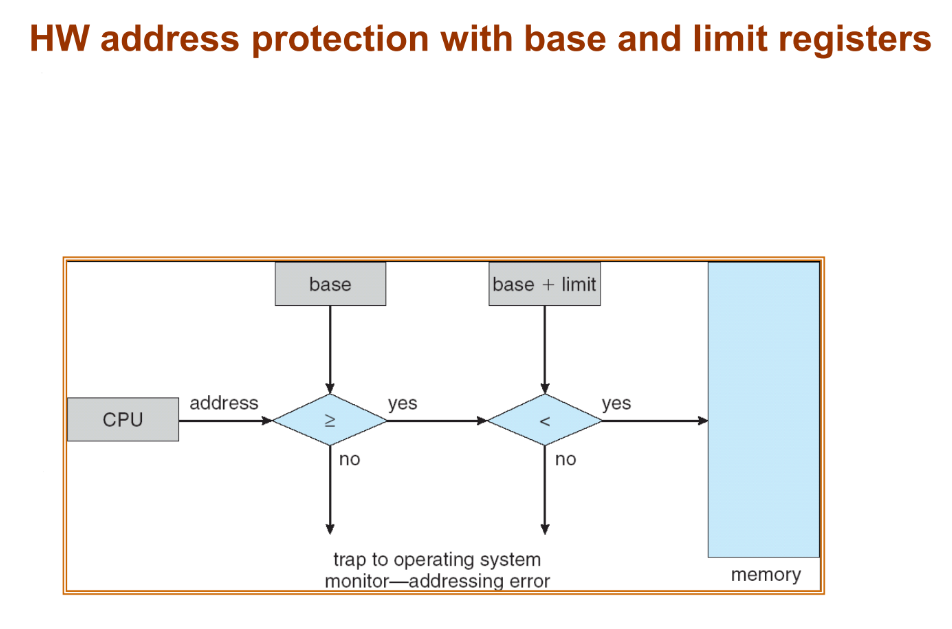 HW address protection with base and limit registers
base
base + limit
CPU
address
≥
yes
<
yes
no
no
trap to operating system
monitor—addressing error
memory